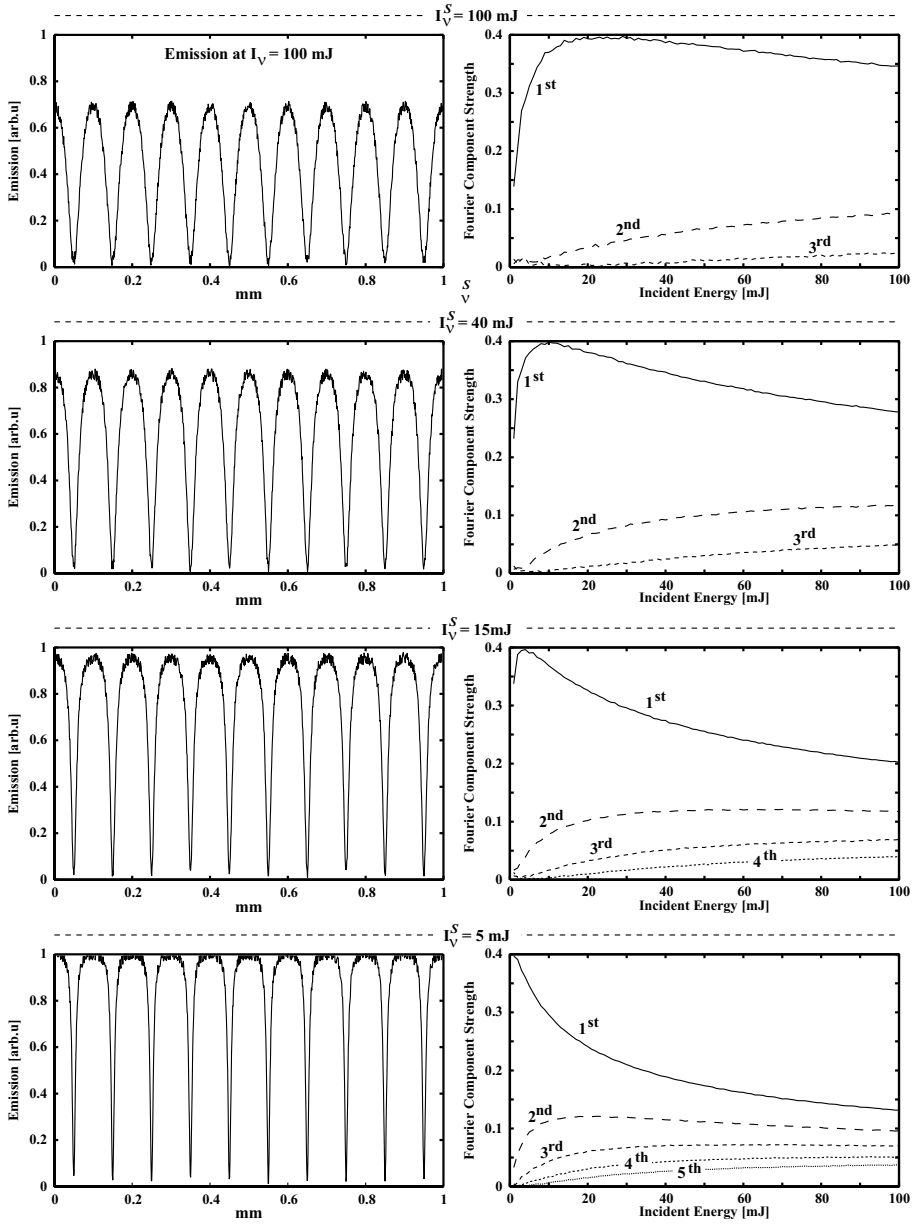 I^S_ν = 100 mJ
Emission at I_ν = 100 mJ
Emission [arb.u]
1
0.8
0.6
0.4
0.2
0
0 0.2 0.4 0.6 0.8 1
mm
Fourier Component Strength
0.4
0.3
0.2
0.1
0
1st
2nd
3rd
0 20 40 60 80 100
Incident Energy [mJ]
S
ν
I^S_ν = 40 mJ
Emission [arb.u]
1
0.8
0.6
0.4
0.2
0
0 0.2 0.4 0.6 0.8 1
mm
Fourier Component Strength
0.4
0.3
0.2
0.1
0
1st
2nd
3rd
0 20 40 60 80 100
Incident Energy [mJ]
I^S_ν = 15mJ
Emission [arb.u]
1
0.8
0.6
0.4
0.2
0
0 0.2 0.4 0.6 0.8 1
mm
Fourier Component Strength
0.4
0.3
0.2
0.1
0
1st
2nd
3rd
4th
0 20 40 60 80 100
Incident Energy [mJ]
I^S_ν = 5 mJ
Emission [arb.u]
1
0.8
0.6
0.4
0.2
0
0 0.2 0.4 0.6 0.8 1
mm
Fourier Component Strength
0.4
0.3
0.2
0.1
0
1st
2nd
3rd
4th
5th
0 20 40 60 80 100
Incident Energy [mJ]